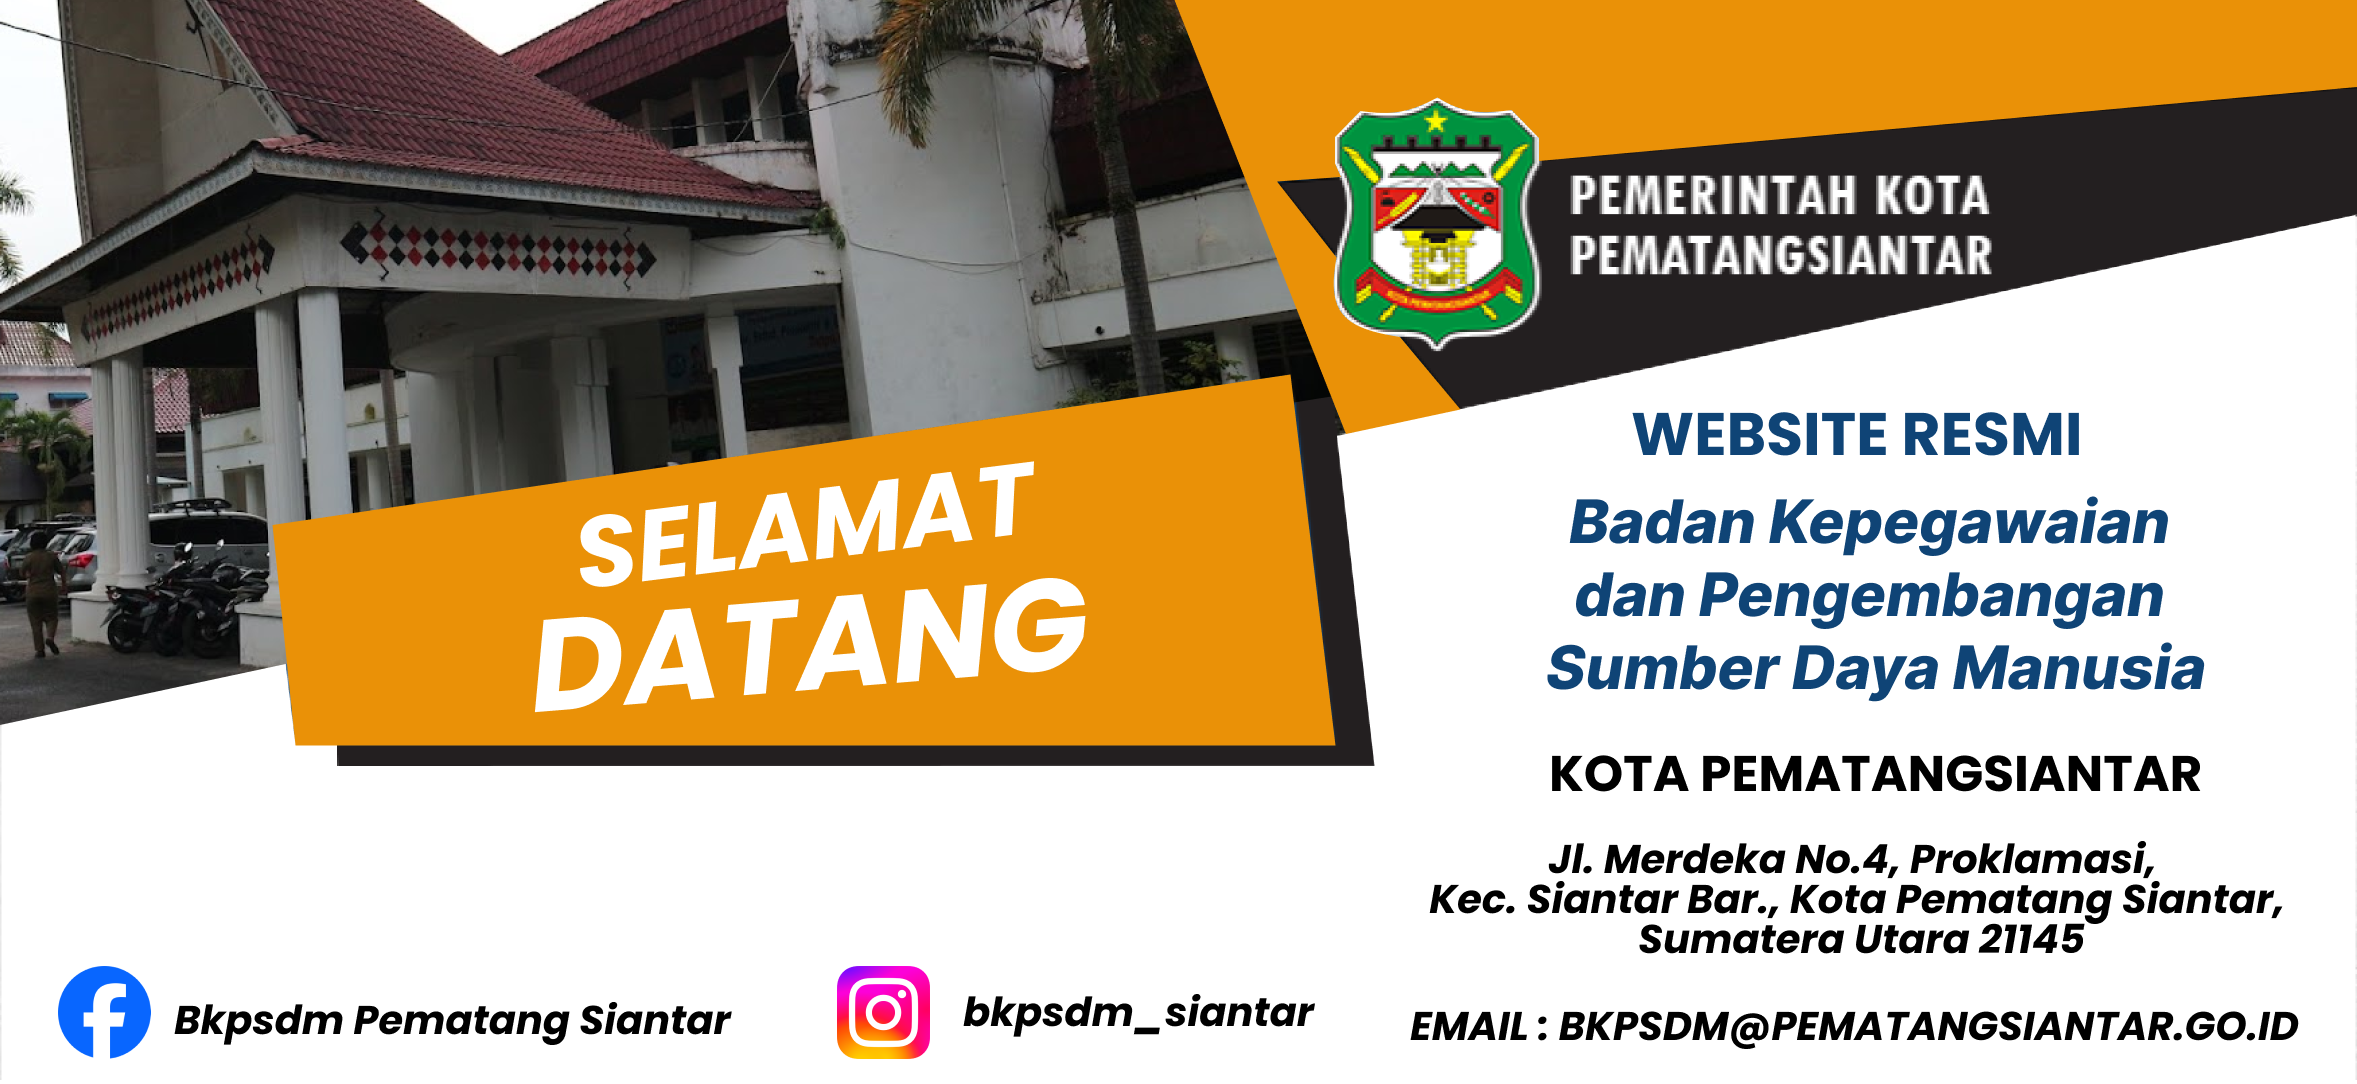 PEMERINTAH KOTA
PEMATANGSIANTAR
SELAMAT
DATANG
WEBSITE RESMI
Badan Kepegawaian
dan Pengembangan
Sumber Daya Manusia
KOTA PEMATANGSIANTAR
Jl. Merdeka No.4, Proklamasi,
Kec. Siantar Bar., Kota Pematang Siantar,
Sumatera Utara 21145
EMAIL : BKPSDM@PEMATANGSIANTAR.GO.ID
Bkpsdm Pematang Siantar
bkpsdm_siantar